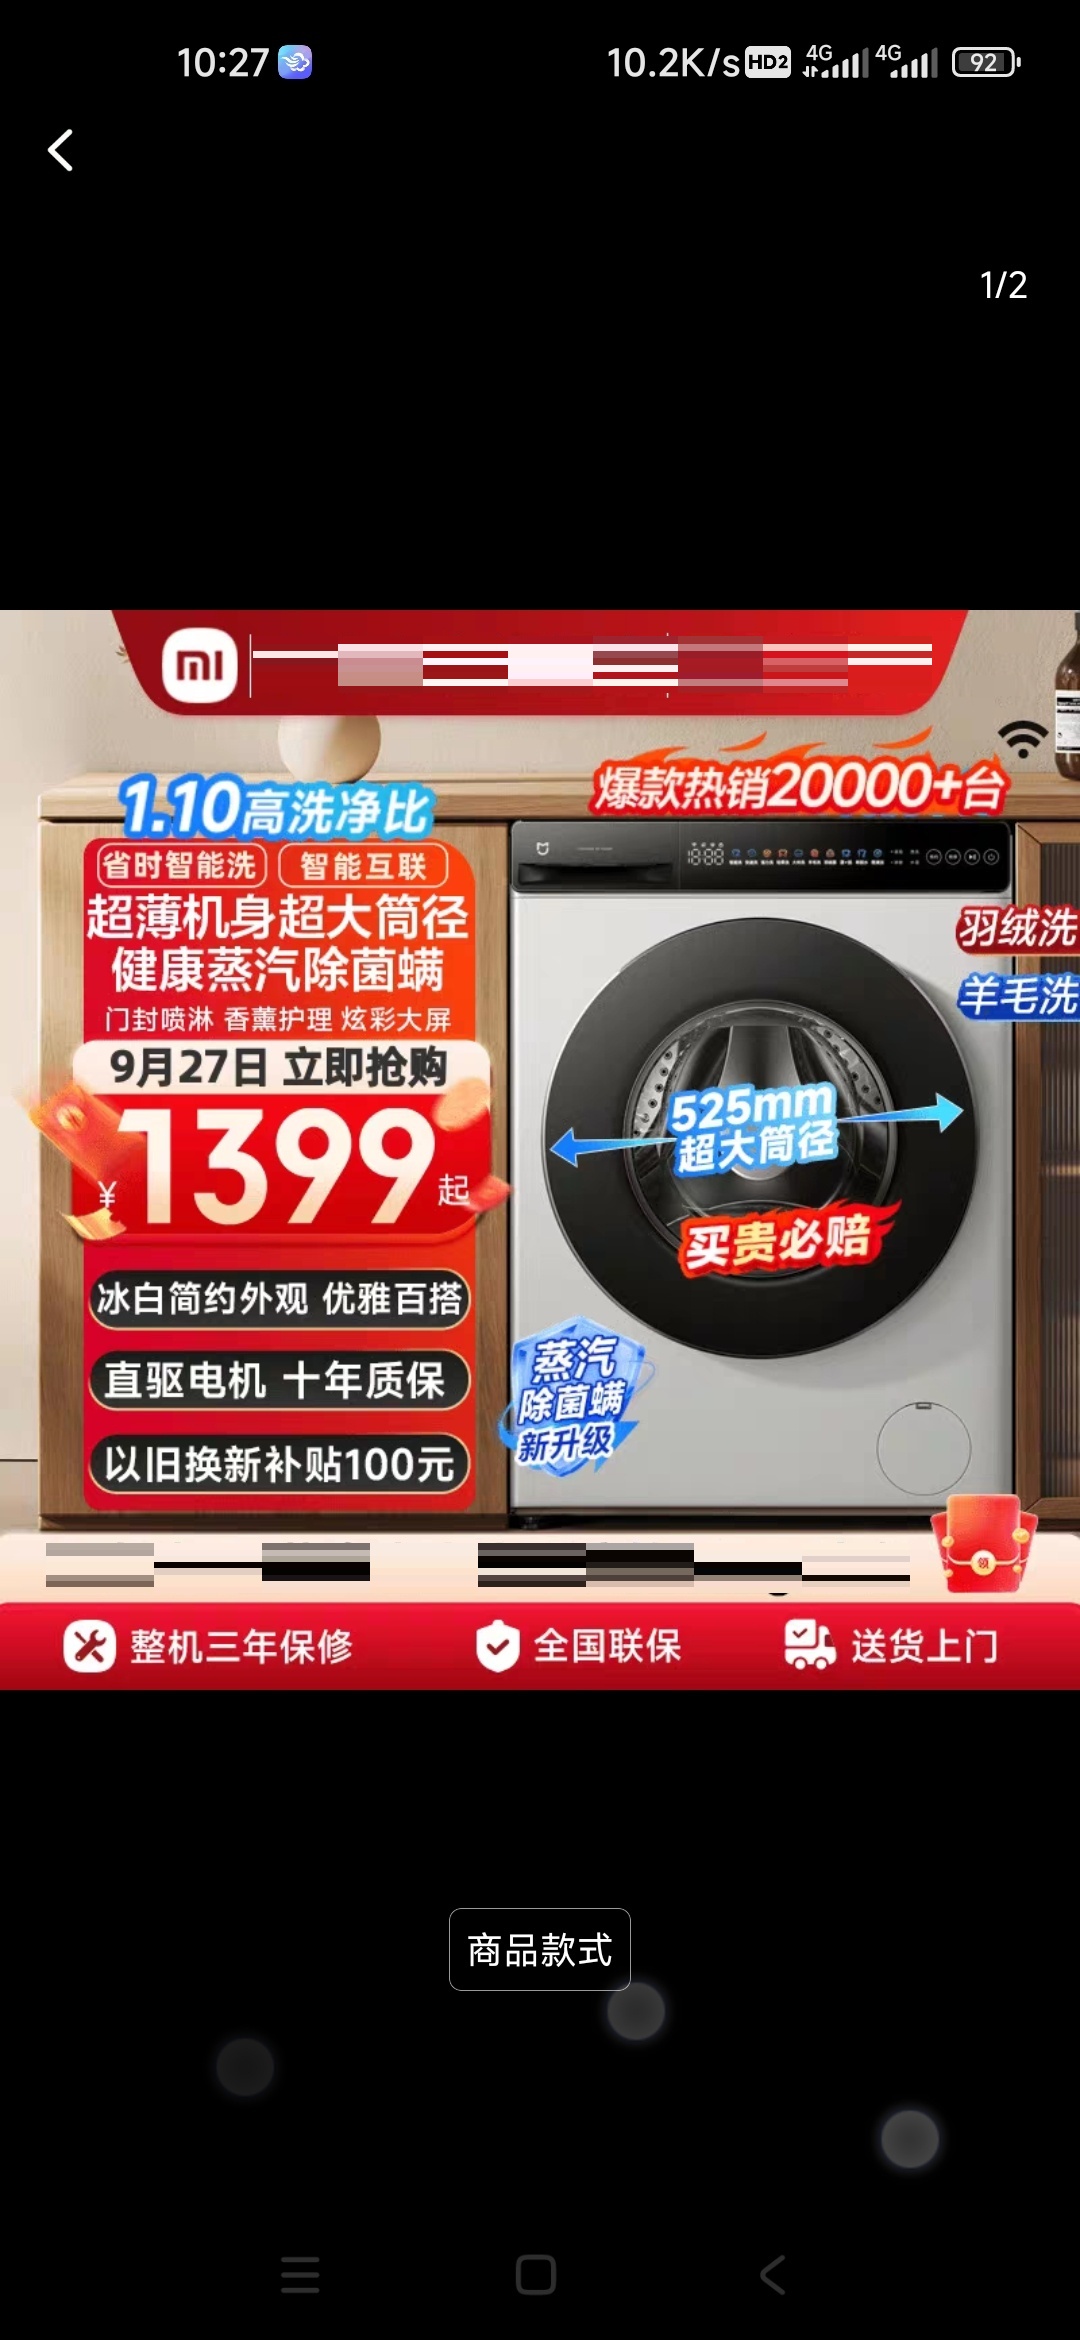 10:27
10.2K/s HD2 4G 4G 92
1/2
mi
1.10高洗净比
爆款热销20000+台
省时智能洗 智能互联
超薄机身超大筒径
健康蒸汽除菌螨
门封喷淋 香薰护理 炫彩大屏
9月27日 立即抢购
¥1399起
冰白简约外观 优雅百搭
直驱电机 十年质保
以旧换新补贴100元
18:88
羽绒洗
羊毛洗
525mm
超大筒径
买贵必赔
蒸汽
除菌螨
新升级
领
整机三年保修 全国联保 送货上门
商品款式